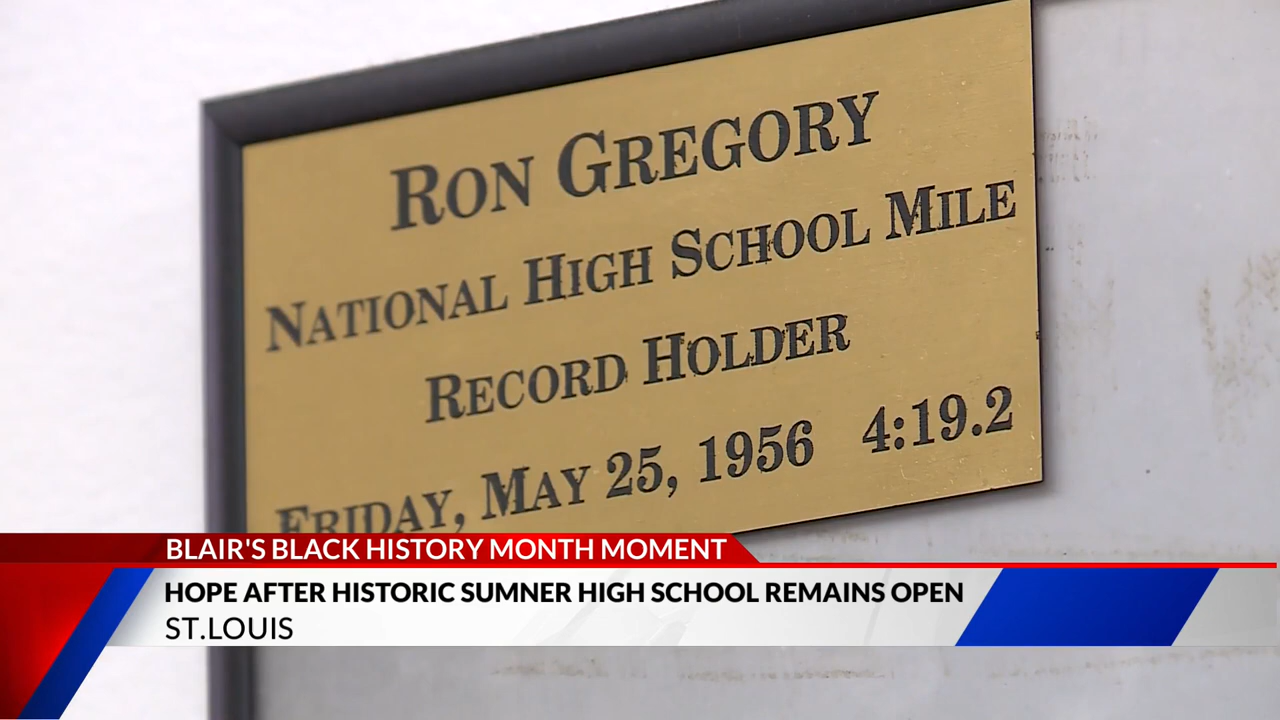 RON GREGORY
NATIONAL HIGH SCHOOL MILE
RECORD HOLDER
FRIDAY, MAY 25, 1956 4:19.2
BLAIR'S BLACK HISTORY MONTH MOMENT
HOPE AFTER HISTORIC SUMNER HIGH SCHOOL REMAINS OPEN
ST.LOUIS